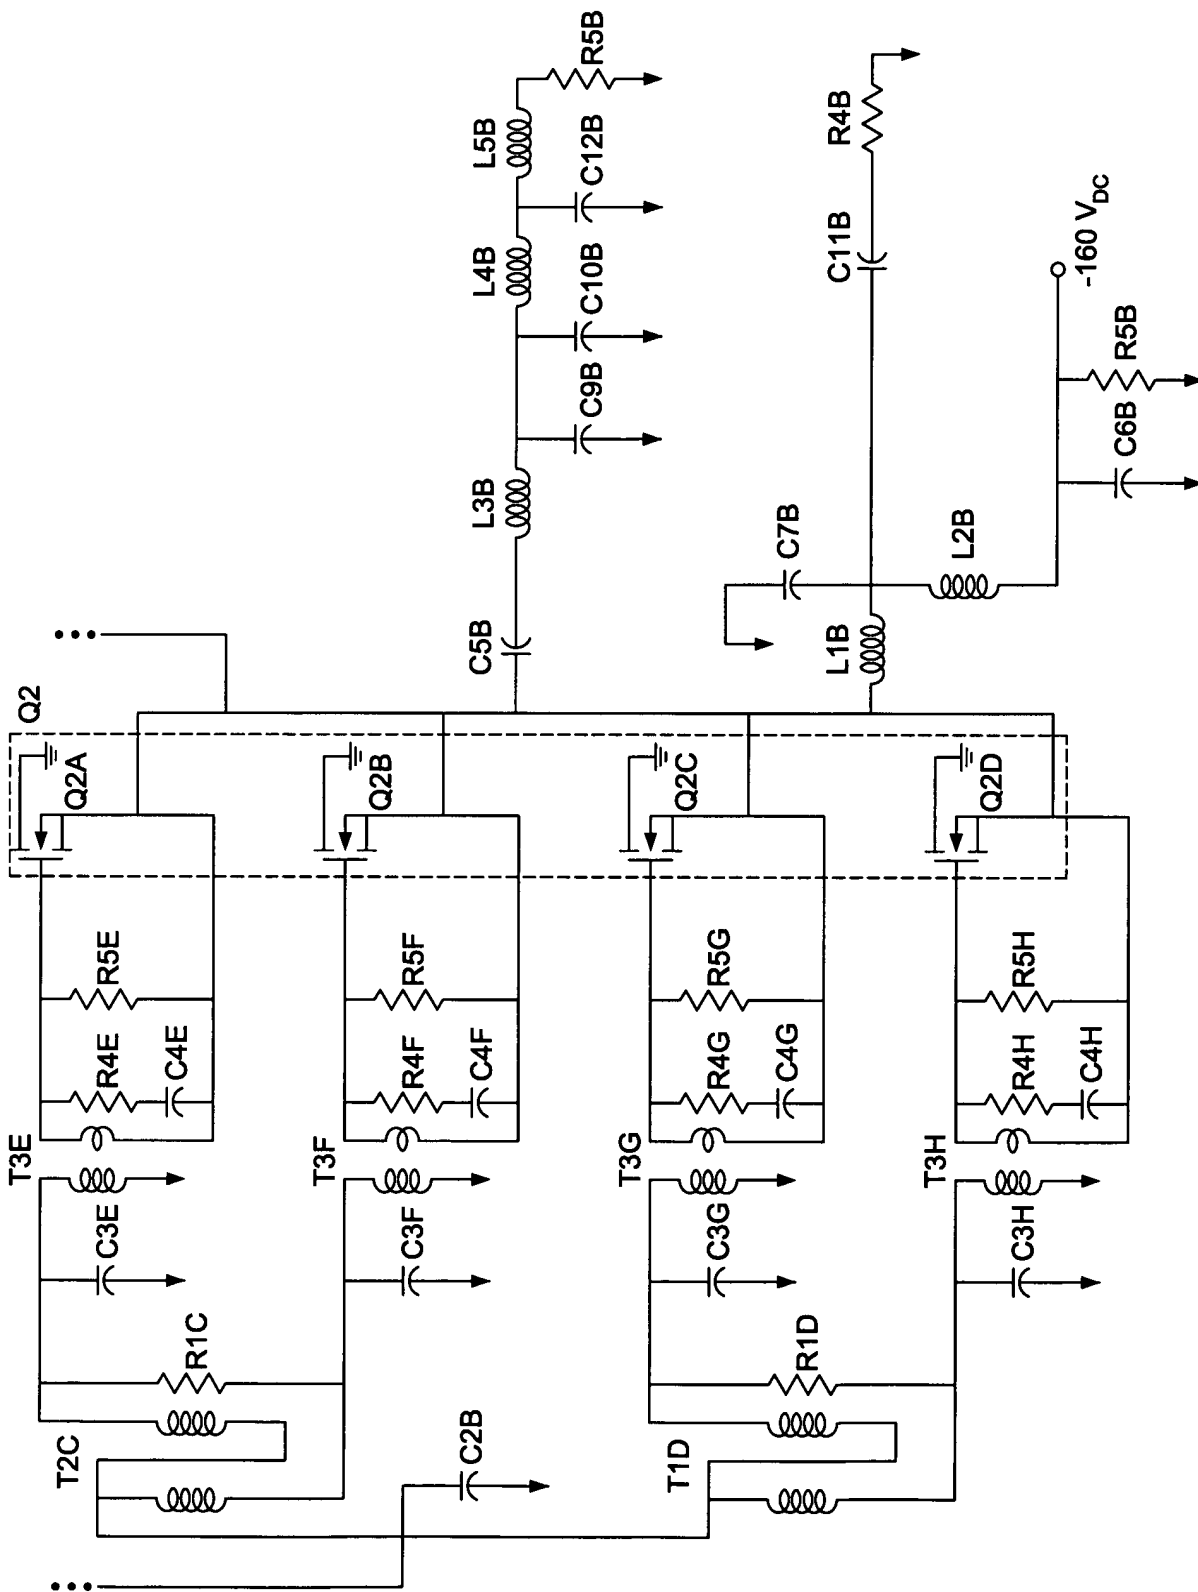 T3E
Q2
T2C
Q2A
C3E
R4E
R5E
C4E
R1C
T3F
Q2B
C3F
R4F
R5F
C2B
C4F
C5B
L3B
L4B
L5B
C9B
C10B
C12B
R5B
T3G
T1D
Q2C
C3G
R4G
R5G
C4G
C7B
R1D
L1B
C11B
R4B
T3H
L2B
Q2D
C3H
R4H
R5H
C4H
-160 VDC
C6B
R5B